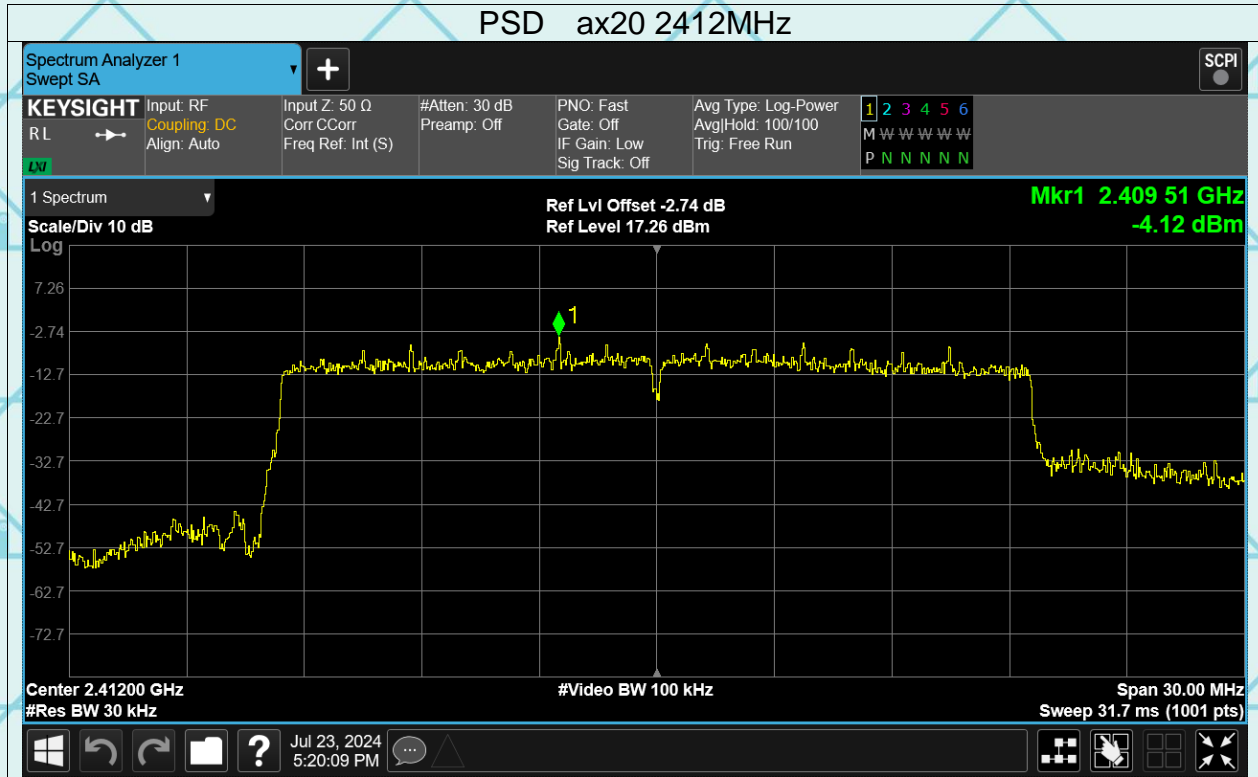 PSD ax20 2412MHz
Spectrum Analyzer 1
Swept SA
SCPI
KEYSIGHT
R L
LXI
Input: RF
Coupling: DC
Align: Auto
Input Z: 50 Ω
Corr CCorr
Freq Ref: Int (S)
#Atten: 30 dB
Preamp: Off
PNO: Fast
Gate: Off
IF Gain: Low
Sig Track: Off
Avg Type: Log-Power
Avg|Hold: 100/100
Trig: Free Run
1 2 3 4 5 6
M W W W W W
P N N N N N
1 Spectrum
Scale/Div 10 dB
Log
Ref Lvl Offset -2.74 dB
Ref Level 17.26 dBm
Mkr1 2.409 51 GHz
-4.12 dBm
7.26
-2.74
-12.7
-22.7
-32.7
-42.7
-52.7
-62.7
-72.7
1
Center 2.41200 GHz
#Res BW 30 kHz
#Video BW 100 kHz
Span 30.00 MHz
Sweep 31.7 ms (1001 pts)
?
Jul 23, 2024
5:20:09 PM